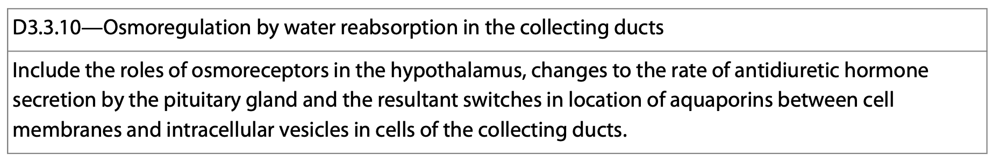 D3.3.10—Osmoregulation by water reabsorption in the collecting ducts
Include the roles of osmoreceptors in the hypothalamus, changes to the rate of antidiuretic hormone
secretion by the pituitary gland and the resultant switches in location of aquaporins between cell
membranes and intracellular vesicles in cells of the collecting ducts.